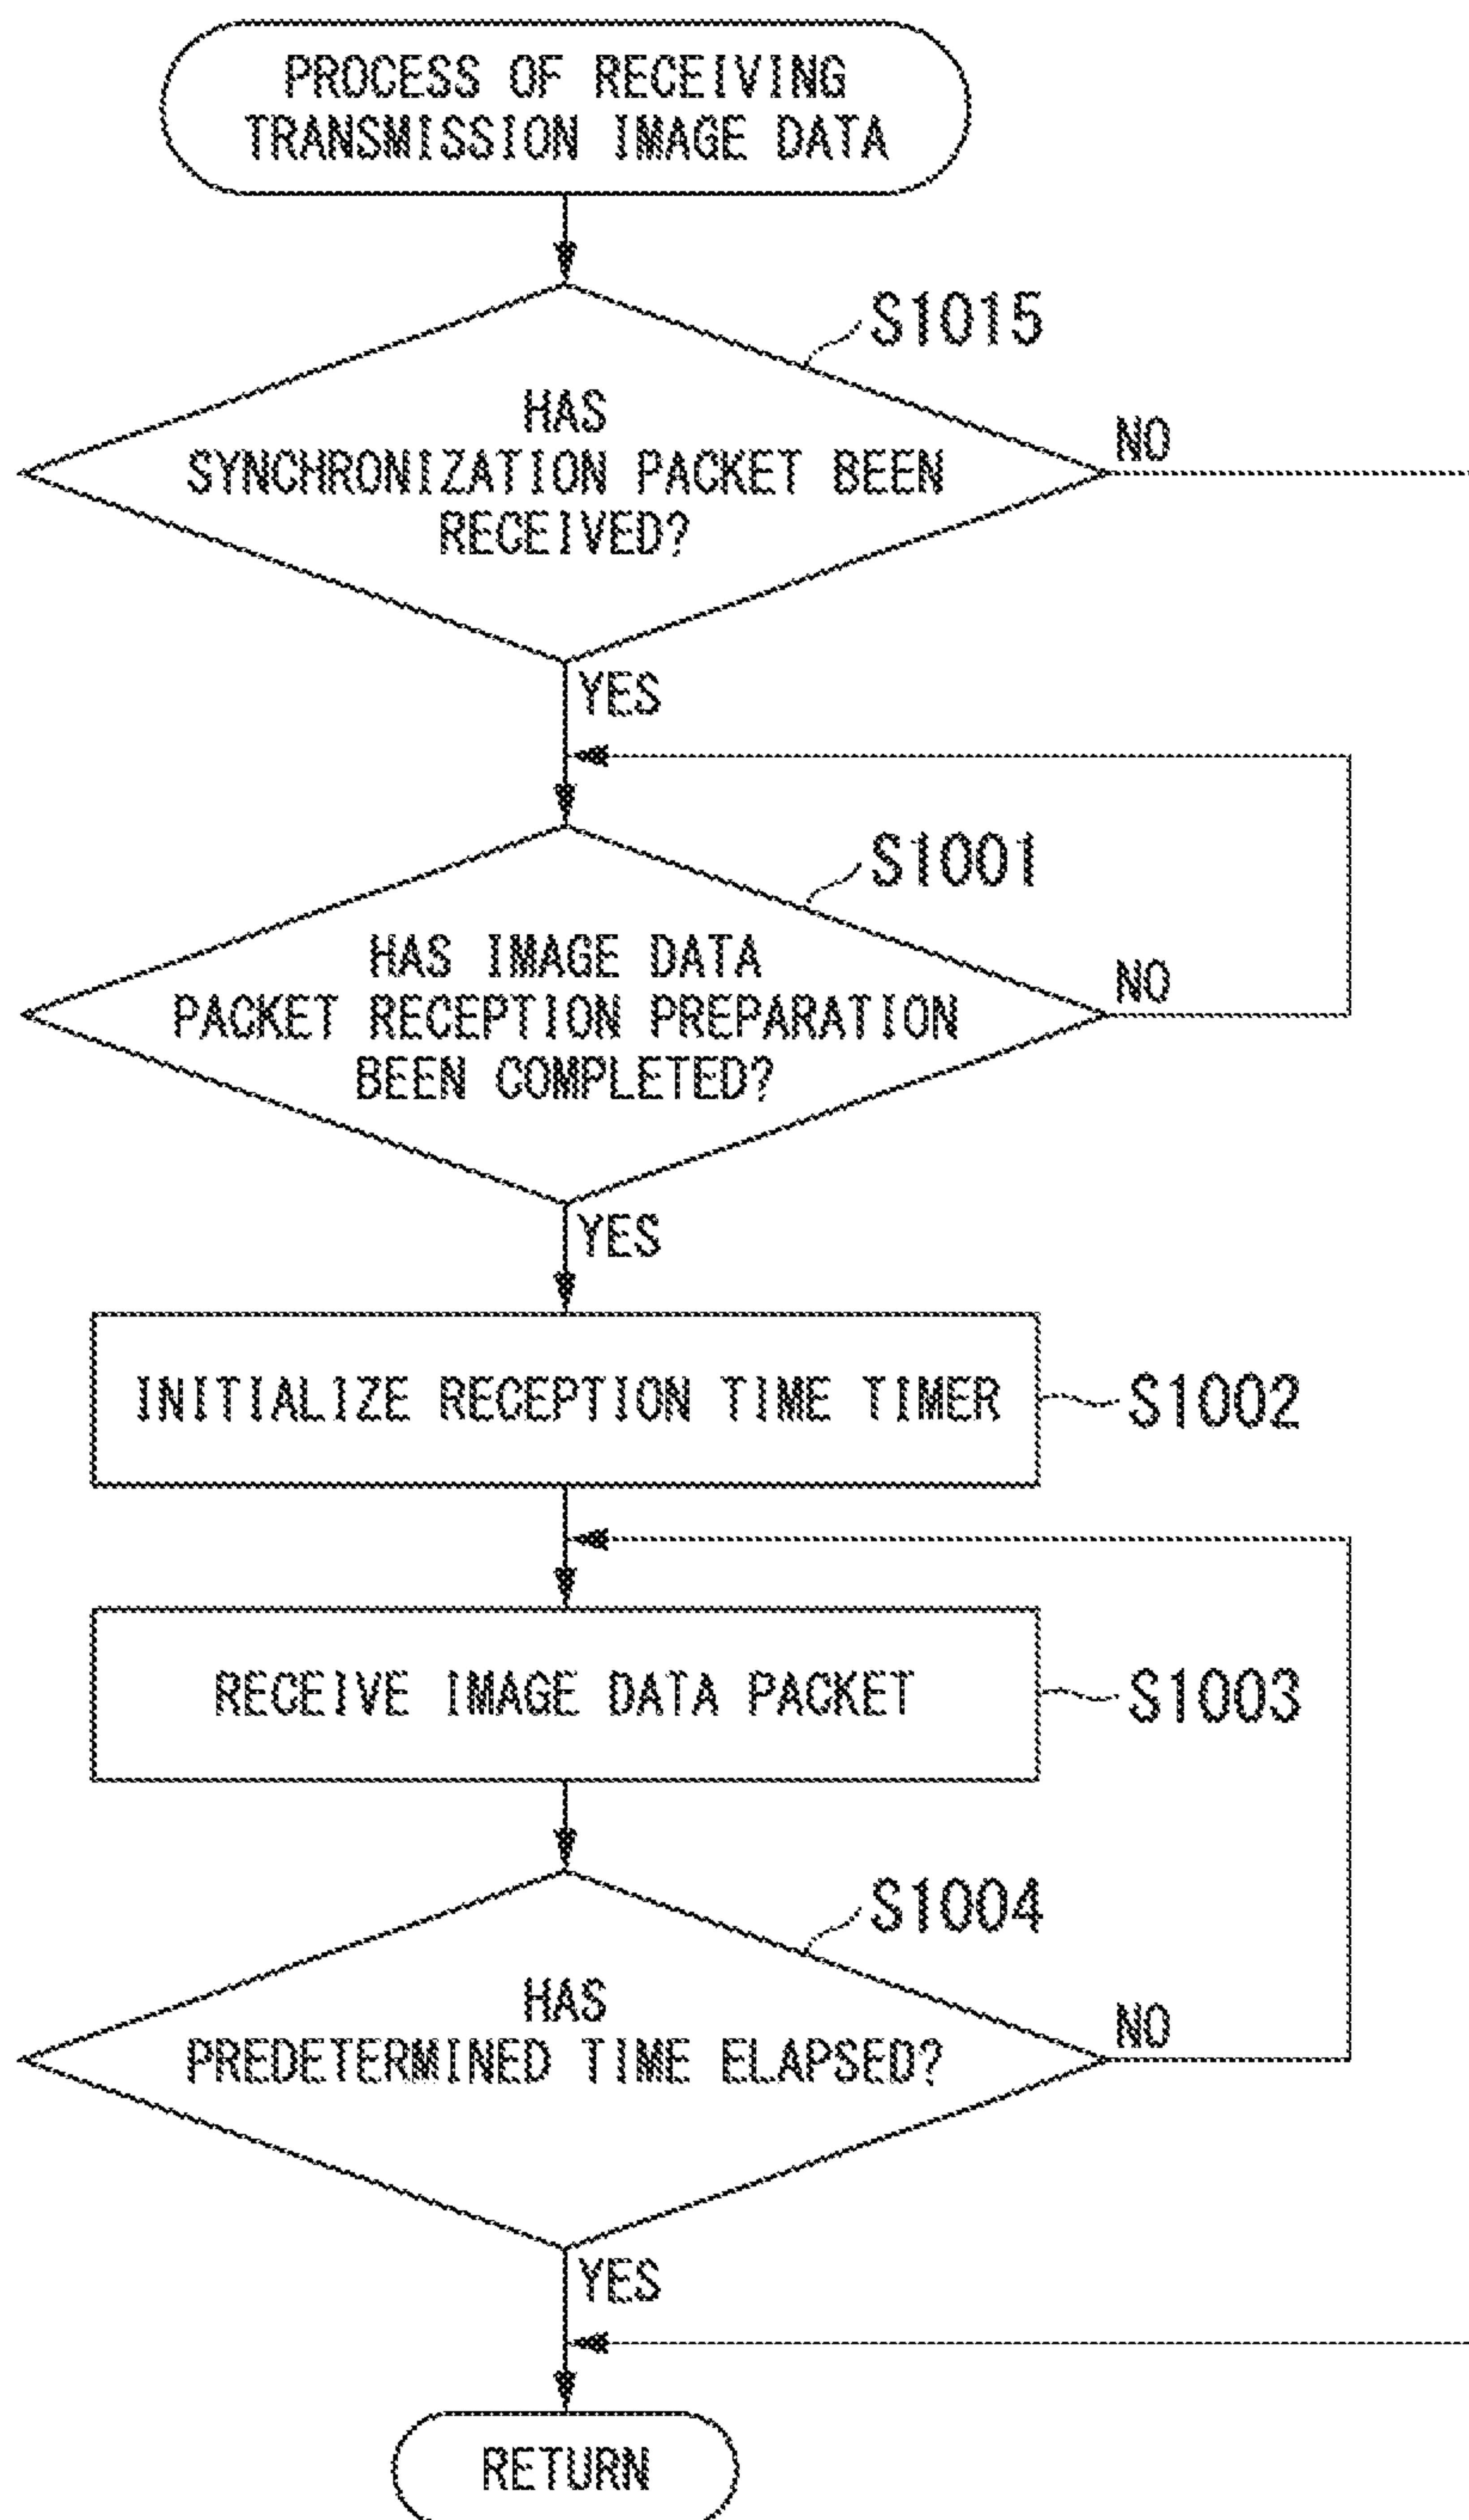 PROCESS OF RECEIVING
TRANSMISSION IMAGE DATA
S1015
HAS
SYNCHRONIZATION PACKET BEEN
RECEIVED?
NO
YES
S1001
HAS IMAGE DATA
PACKET RECEPTION PREPARATION
BEEN COMPLETED?
NO
YES
INITIALIZE RECEPTION TIME TIMER
S1002
RECEIVE IMAGE DATA PACKET
S1003
S1004
HAS
PREDETERMINED TIME ELAPSED?
NO
YES
RETURN